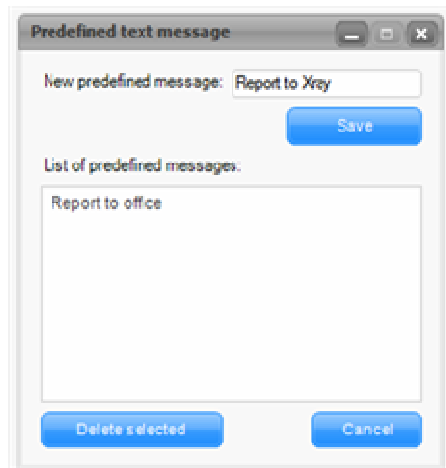 Predefined text message
New predefined message: Report to Xray
Save
List of predefined messages:
Report to office
Delete selected
Cancel